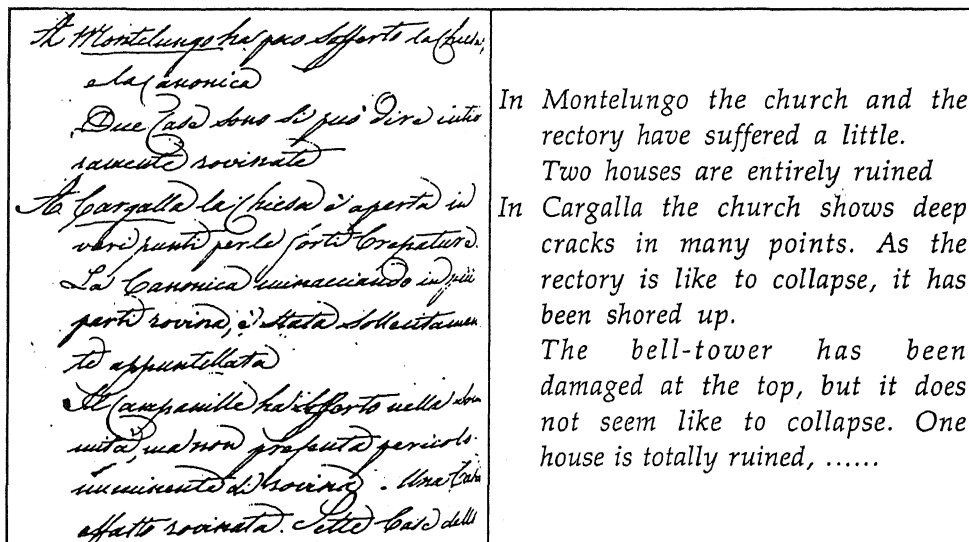 A Montelungo ha poco sofferto la Chiesa,
e la Canonica
Due Case sono si può dire intie
ramente rovinate
A Cargalla la Chiesa è aperta in
vari punti per le forti Crepature.
La Canonica minacciando in più
parti rovina, è stata sollecitamen
te appuntellata
Il Campanille ha sofferto nella som
mità, ma non presenta pericolo
imminente di rovina. Una Casa
affatto rovinata. Sette Case delle
In Montelungo the church and the
rectory have suffered a little.
Two houses are entirely ruined
In Cargalla the church shows deep
cracks in many points. As the
rectory is like to collapse, it has
been shored up.
The bell-tower has been
damaged at the top, but it does
not seem like to collapse. One
house is totally ruined, ......